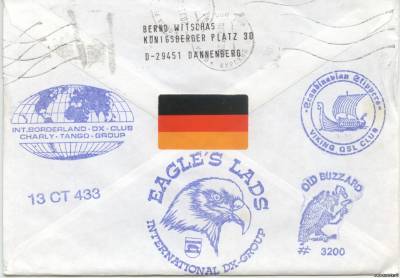 BERND WITSCHAS
KÖNIGSBERGER PLATZ 30
D-29451 DANNENBERG
INT. BORDERLAND - DX - CLUB
CHARLY - TANGO - GROUP
13 CT 433
EAGLE'S LADS
INTERNATIONAL DX-GROUP
VIKING QSL CLUB
OLD BUZZARD
# 3200